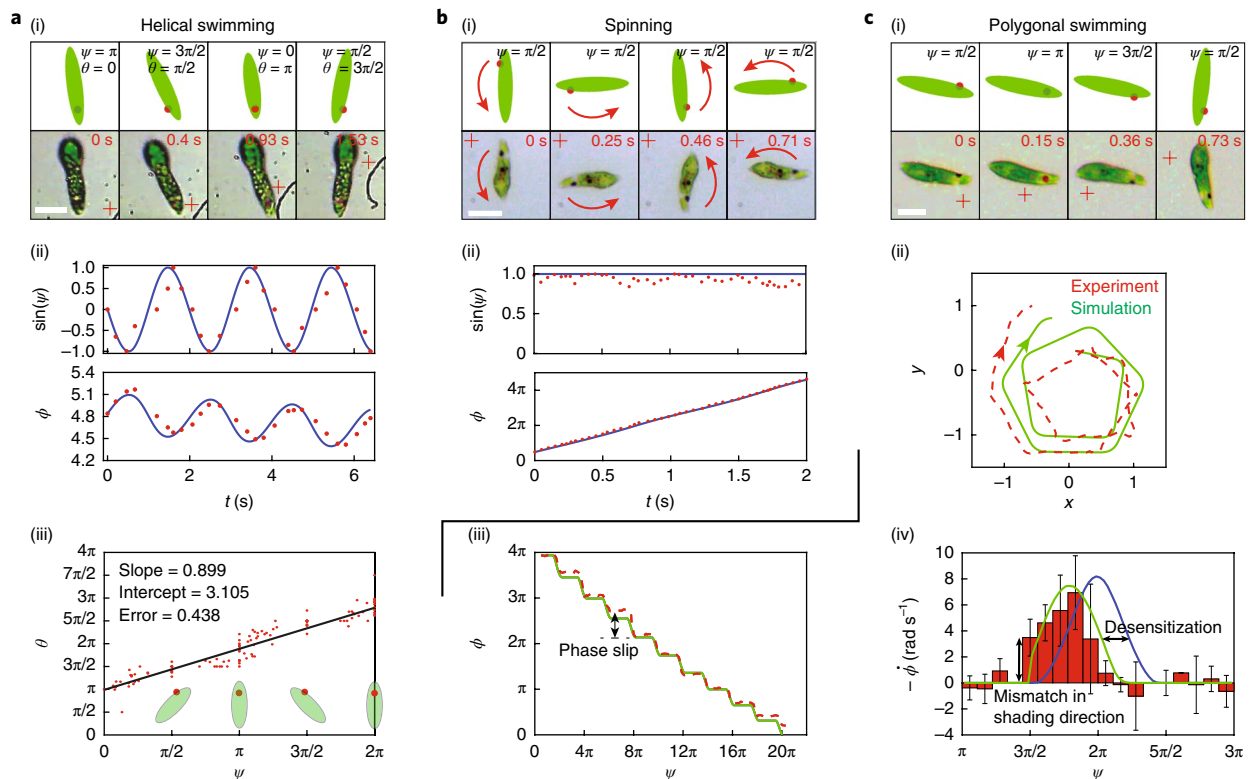 a
Helical swimming
(i)
ψ = π
θ = 0
ψ = 3π/2
θ = π/2
ψ = 0
θ = π
ψ = π/2
θ = 3π/2
0 s
0.4 s
0.93 s
1.53 s
(ii)
sin(ψ)
1.0
0.5
0
−0.5
−1.0
ϕ
5.4
5.1
4.8
4.5
4.2
0 2 4 6
t (s)
(iii)
θ
4π
7π/2
3π
5π/2
2π
3π/2
π
π/2
0
Slope = 0.899
Intercept = 3.105
Error = 0.438
0 π/2 π 3π/2 2π
ψ
b
Spinning
(i)
ψ = π/2
ψ = π/2
ψ = π/2
ψ = π/2
0 s
0.25 s
0.46 s
0.71 s
(ii)
sin(ψ)
1.0
0
ϕ
4π
2π
0
0 0.5 1 1.5 2
t (s)
c
Polygonal swimming
(i)
ψ = π/2
ψ = π
ψ = 3π/2
ψ = π/2
0 s
0.15 s
0.36 s
0.73 s
(ii)
Experiment
Simulation
y
1
0
−1
−1 0 1
x
(iii)
ϕ
4π
3π
2π
π
0
Phase slip
0 4π 8π 12π 16π 20π
ψ
(iv)
− ϕ̇ (rad s⁻¹)
10
8
6
4
2
0
−2
−4
Desensitization
Mismatch in
shading direction
π 3π/2 2π 5π/2 3π
ψ